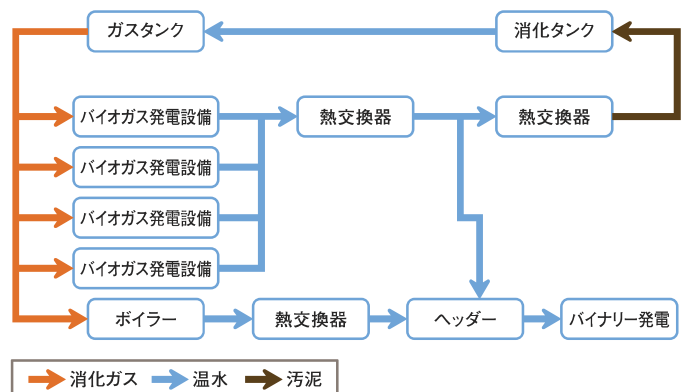 ガスタンク
消化タンク
バイオガス発電設備
熱交換器
熱交換器
バイオガス発電設備
バイオガス発電設備
バイオガス発電設備
ボイラー
熱交換器
ヘッダー
バイナリー発電
消化ガス
温水
汚泥